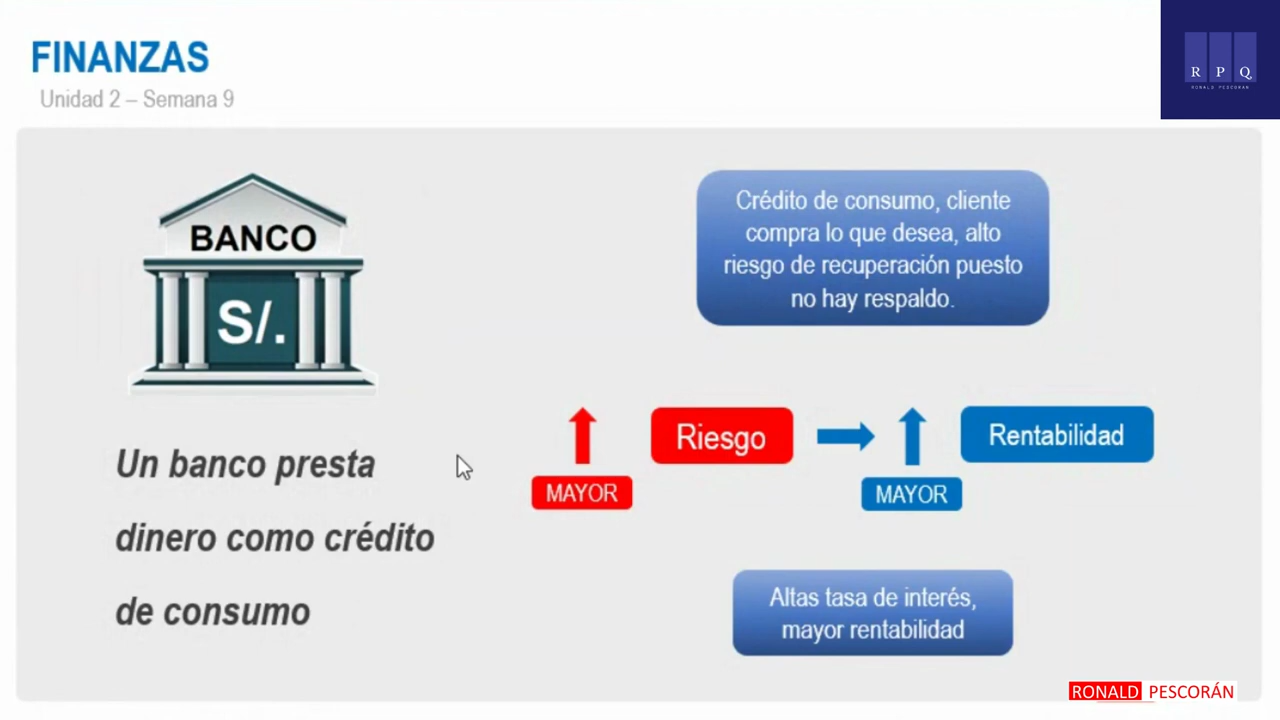 FINANZAS
Unidad 2 – Semana 9
R P Q
RONALD PESCORÁN
BANCO
S/.
Un banco presta
dinero como crédito
de consumo
Crédito de consumo, cliente
compra lo que desea, alto
riesgo de recuperación puesto
no hay respaldo.
Riesgo
MAYOR
Rentabilidad
MAYOR
Altas tasa de interés,
mayor rentabilidad
RONALD PESCORÁN